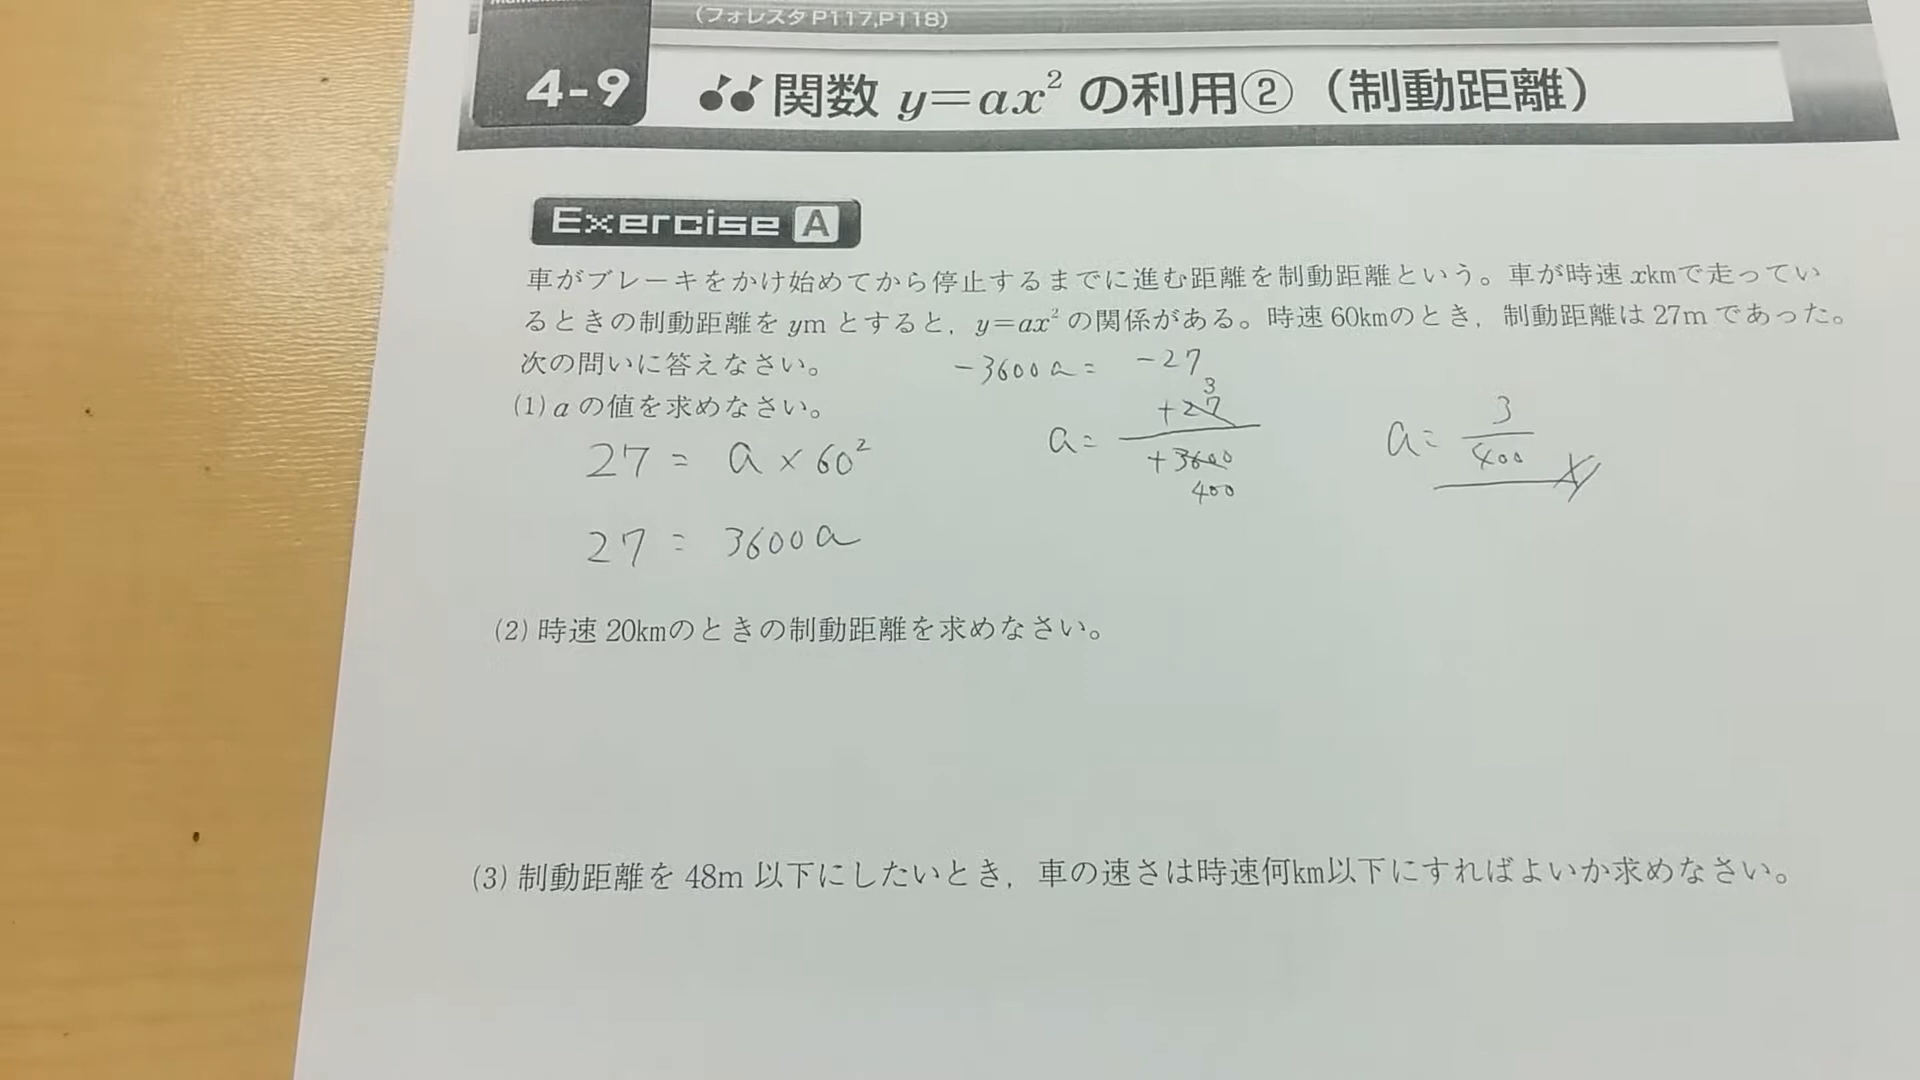 (フォレスタP117,P118)
4-9
関数 y=ax² の利用②（制動距離）
Exercise A
車がブレーキをかけ始めてから停止するまでに進む距離を制動距離という。車が時速 xkmで走ってい
るときの制動距離を ym とすると，y=ax² の関係がある。時速 60kmのとき，制動距離は 27m であった。
次の問いに答えなさい。
-3600a = -27
(1) a の値を求めなさい。
27 = a × 60²
27 = 3600a
a = +27/+3600
3
400
a = 3/400
(2) 時速 20kmのときの制動距離を求めなさい。
(3) 制動距離を 48m 以下にしたいとき，車の速さは時速何km以下にすればよいか求めなさい。